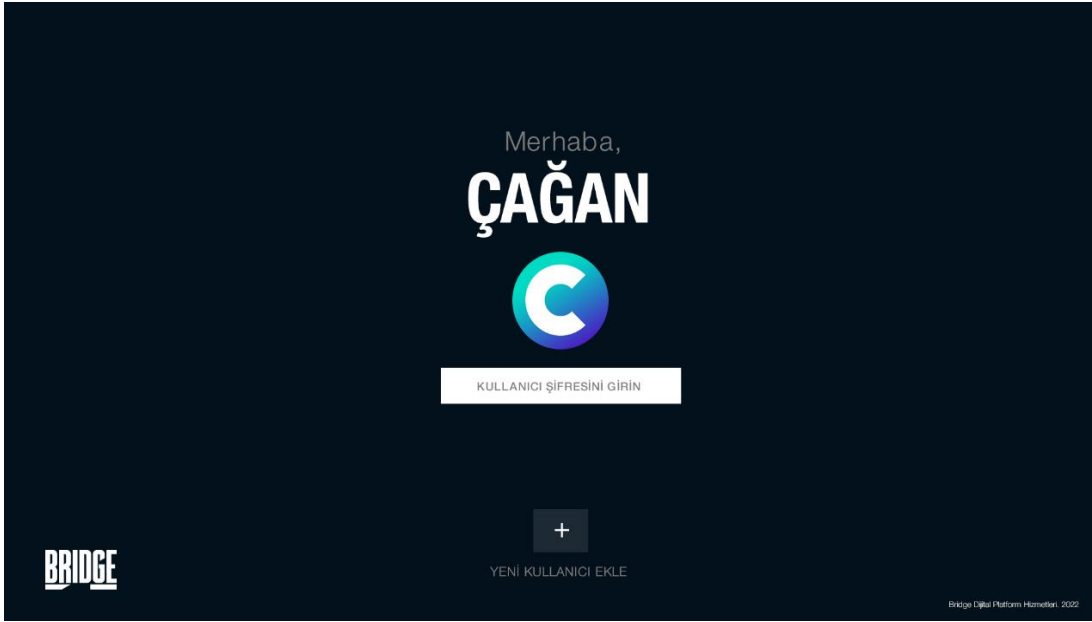 Merhaba,
ÇAĞAN
C
KULLANICI ŞİFRESİNİ GİRİN
+
YENİ KULLANICI EKLE
BRIDGE
Bridge Dijital Platform Hizmetleri. 2022